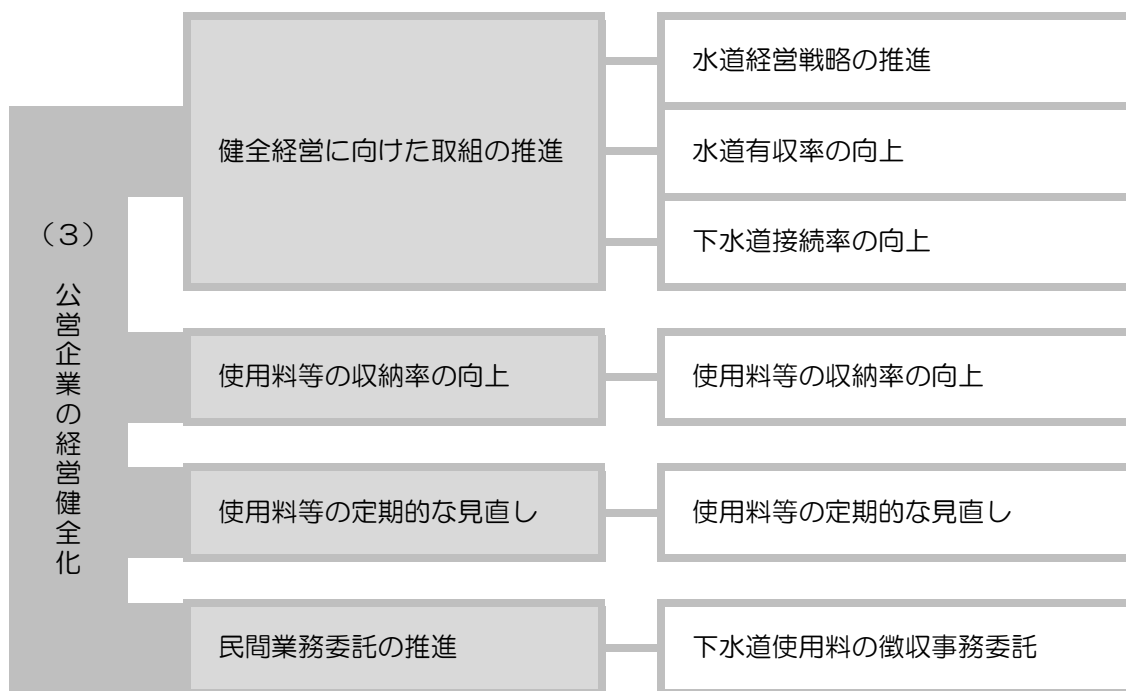 （３）
公営企業の経営健全化
健全経営に向けた取組の推進
水道経営戦略の推進
水道有収率の向上
下水道接続率の向上
使用料等の収納率の向上
使用料等の収納率の向上
使用料等の定期的な見直し
使用料等の定期的な見直し
民間業務委託の推進
下水道使用料の徴収事務委託